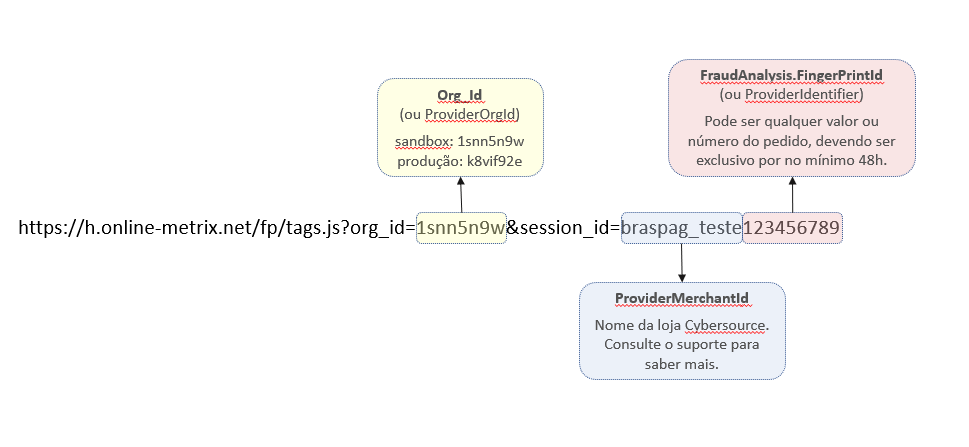 FraudAnalysis.FingerPrintId
(ou ProviderIdentifier)
Pode ser qualquer valor ou
número do pedido, devendo ser
exclusivo por no mínimo 48h.
Org_Id
(ou ProviderOrgId)
sandbox: 1snn5n9w
produção: k8vif92e
https://h.online-metrix.net/fp/tags.js?org_id=1snn5n9w&session_id=braspag_teste123456789
ProviderMerchantId
Nome da loja Cybersource.
Consulte o suporte para
saber mais.